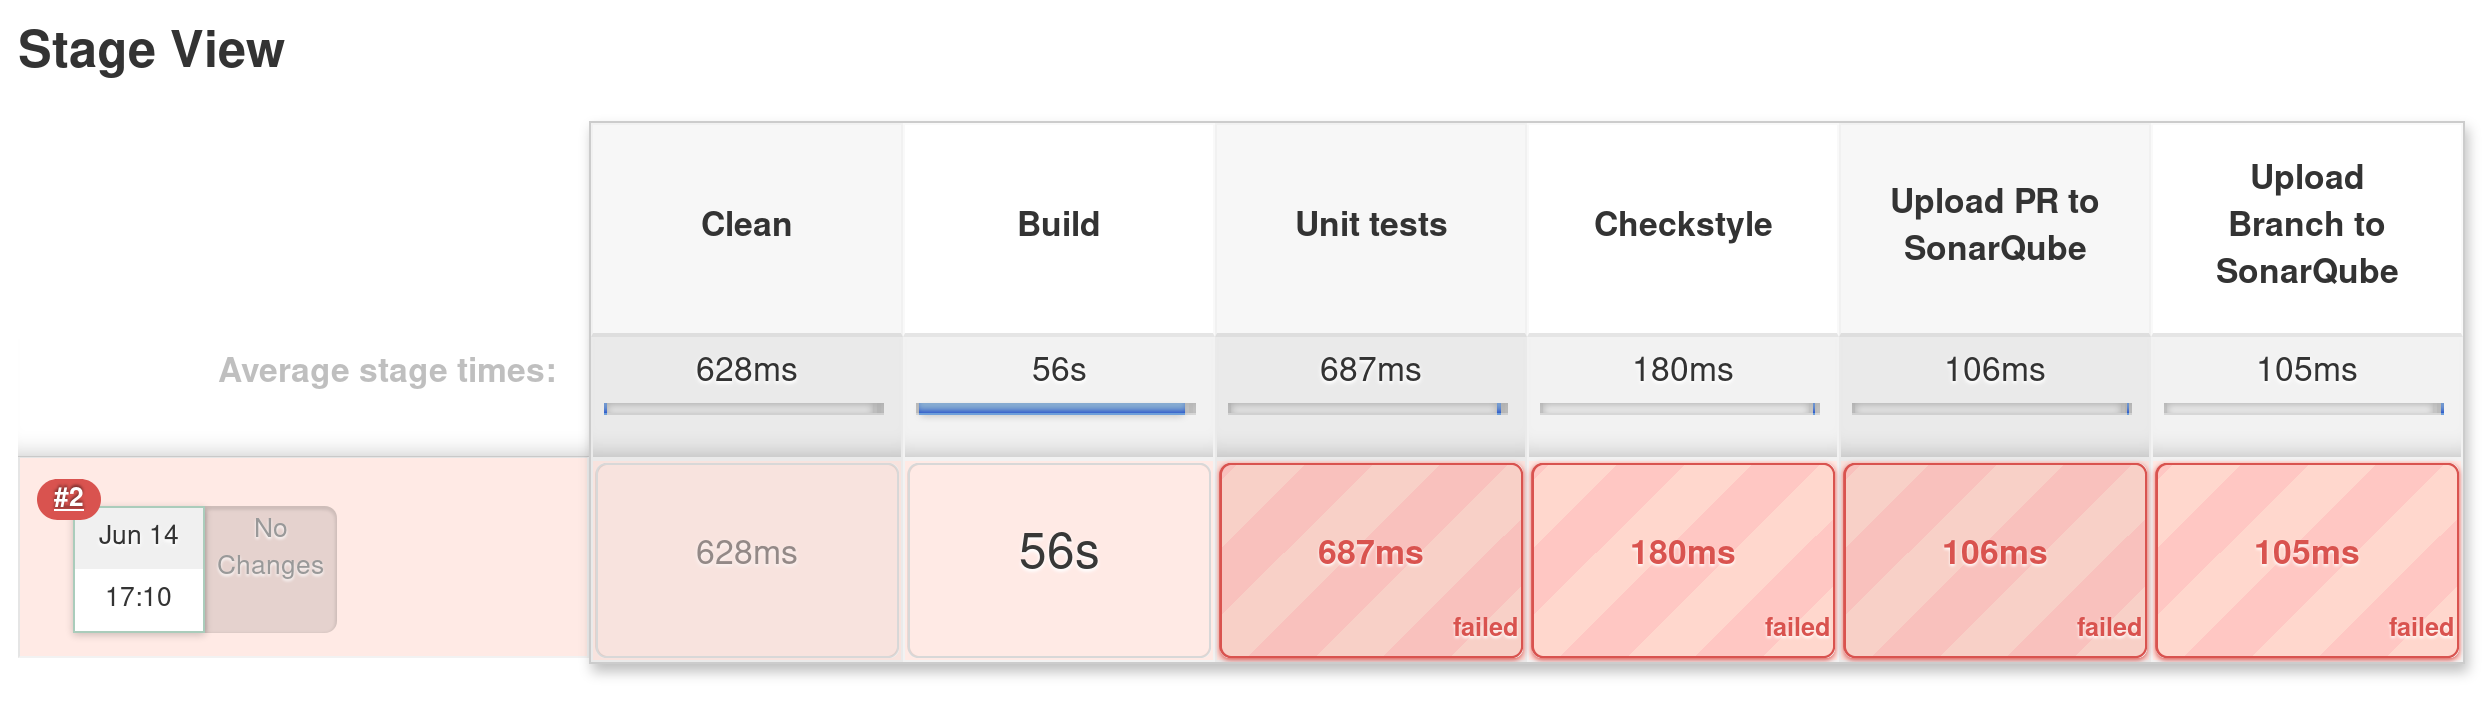 Stage View
Clean
Build
Unit tests
Checkstyle
Upload PR to
SonarQube
Upload
Branch to
SonarQube
Average stage times:
628ms
56s
687ms
180ms
106ms
105ms
#2
Jun 14
17:10
No
Changes
628ms
56s
687ms
failed
180ms
failed
106ms
failed
105ms
failed